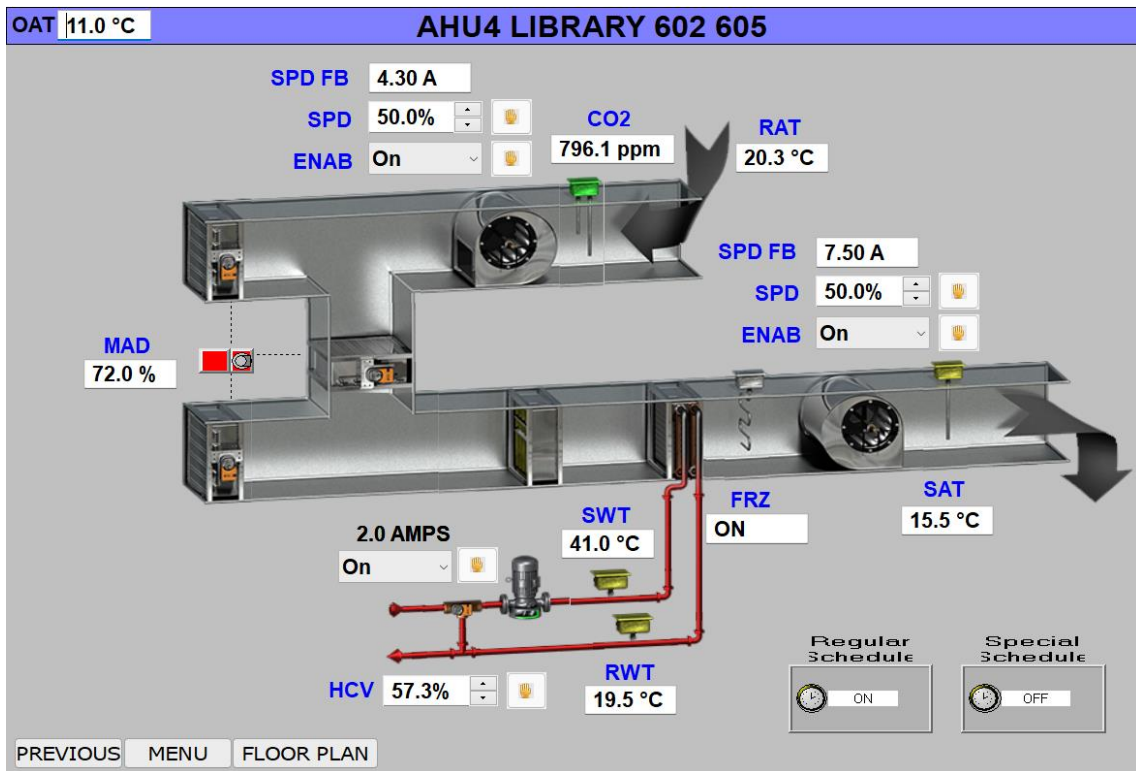 OAT 11.0 °C
AHU4 LIBRARY 602 605
SPD FB 4.30 A
SPD 50.0%
ENAB On
CO2
796.1 ppm
RAT
20.3 °C
SPD FB 7.50 A
SPD 50.0%
ENAB On
MAD
72.0 %
SAT
15.5 °C
FRZ
ON
SWT
41.0 °C
2.0 AMPS
On
HCV 57.3%
RWT
19.5 °C
Regular
Schedule
ON
Special
Schedule
OFF
PREVIOUS MENU FLOOR PLAN